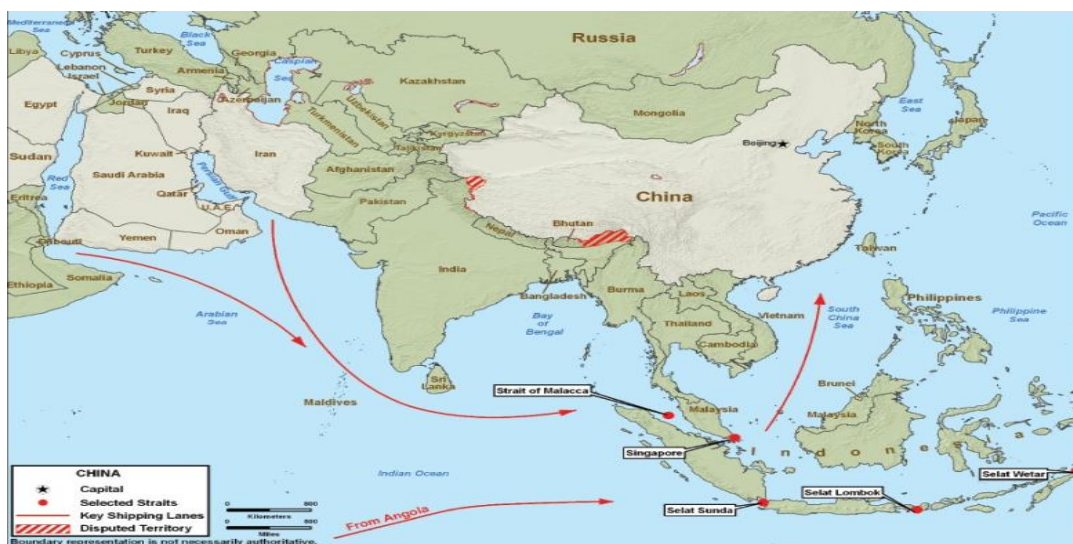 Mediterranean
Sea
Black
Sea
Russia
Libya
Cyprus
Turkey
Georgia
Caspian
Sea
Lebanon
Israel
Armenia
Kazakhstan
Syria
Jordan
Azerbaijan
Uzbekistan
Mongolia
East
Sea
Egypt
Iraq
Turkmenistan
Kyrgyzstan
Tajikistan
Beijing
North
Korea
Japan
South
Korea
Iran
Kuwait
Afghanistan
China
Sudan
Saudi Arabia
Persian Gulf
Qatar
Pakistan
Red
Sea
U.A.E.
Nepal
Bhutan
Pacific
Ocean
Eritrea
Oman
Yemen
Djibouti
India
Bangladesh
Burma
Taiwan
Somalia
Laos
Ethiopia
Arabian
Sea
Bay
of
Bengal
Thailand
Vietnam
South
China
Sea
Philippines
Philippine
Sea
Cambodia
Sri
Lanka
Strait of Malacca
Brunei
Maldives
Malaysia
Malaysia
Singapore
Indonesia
CHINA
Capital
Selected Straits
Key Shipping Lanes
Disputed Territory
Indian Ocean
Selat Wetar
Selat Lombok
Selat Sunda
0 800
Kilometers
0 800
Miles
From Angola
Boundary representation is not necessarily authoritative.